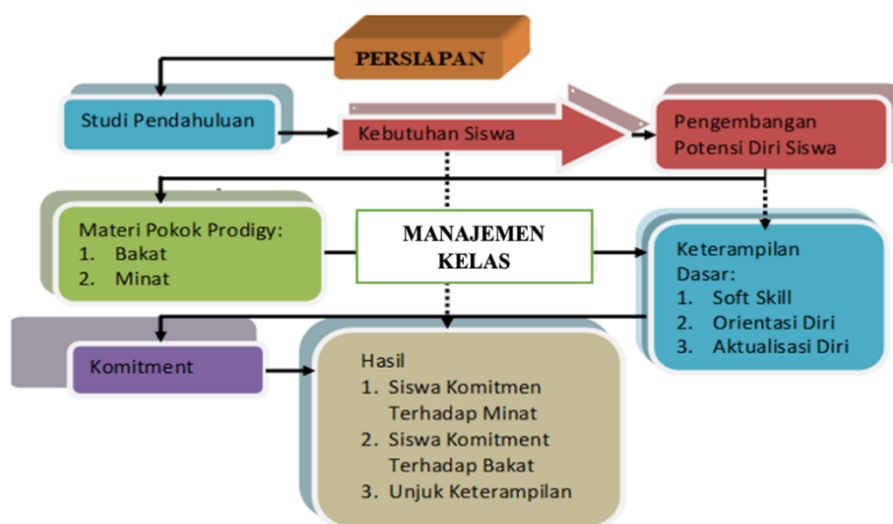 PERSIAPAN
Studi Pendahuluan
Kebutuhan Siswa
Pengembangan
Potensi Diri Siswa
Materi Pokok Prodigy:
1. Bakat
2. Minat
MANAJEMEN
KELAS
Keterampilan
Dasar:
1. Soft Skill
2. Orientasi Diri
3. Aktualisasi Diri
Komitment
Hasil
1. Siswa Komitmen
Terhadap Minat
2. Siswa Komitment
Terhadap Bakat
3. Unjuk Keterampilan